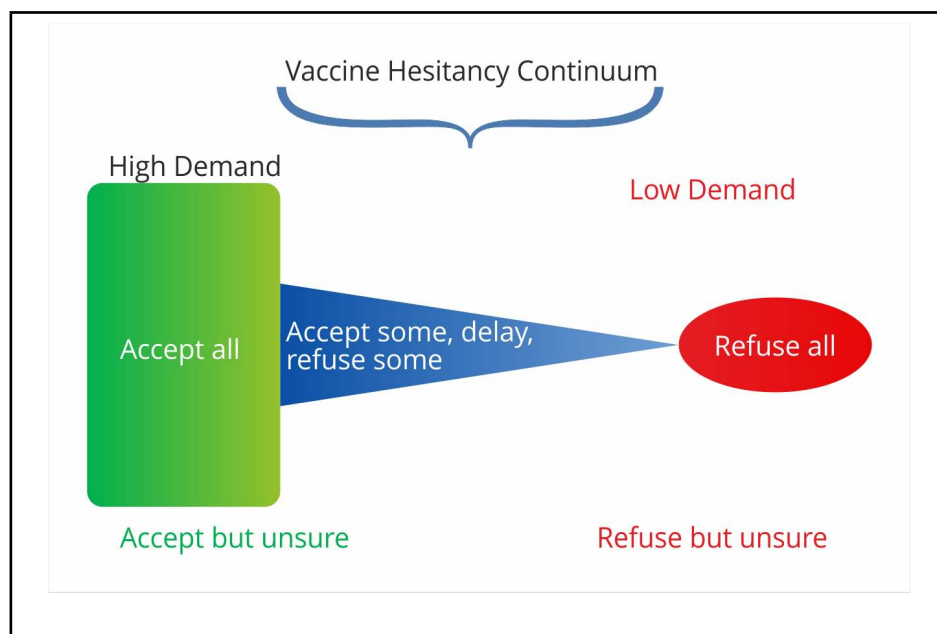 Vaccine Hesitancy Continuum
High Demand
Low Demand
Accept all
Accept some, delay,
refuse some
Refuse all
Accept but unsure
Refuse but unsure